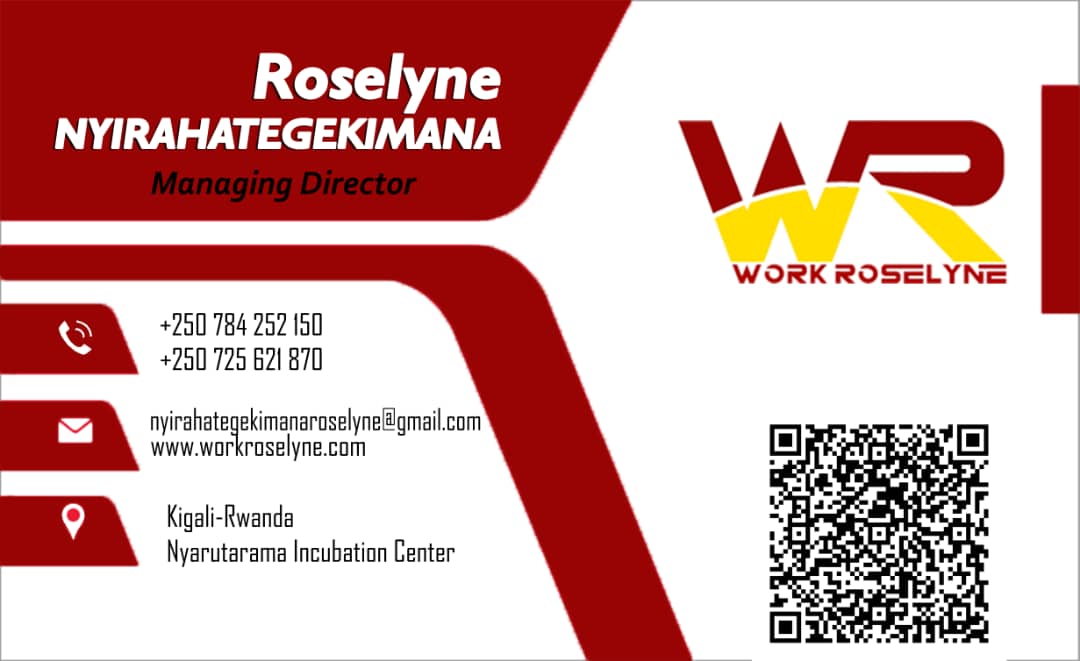 Roselyne
NYIRAHATEGEKIMANA
Managing Director
WR
WORK ROSELYNE
+250 784 252 150
+250 725 621 870
nyirahategekimanaroselyne@gmail.com
www.workroselyne.com
Kigali-Rwanda
Nyarutarama Incubation Center